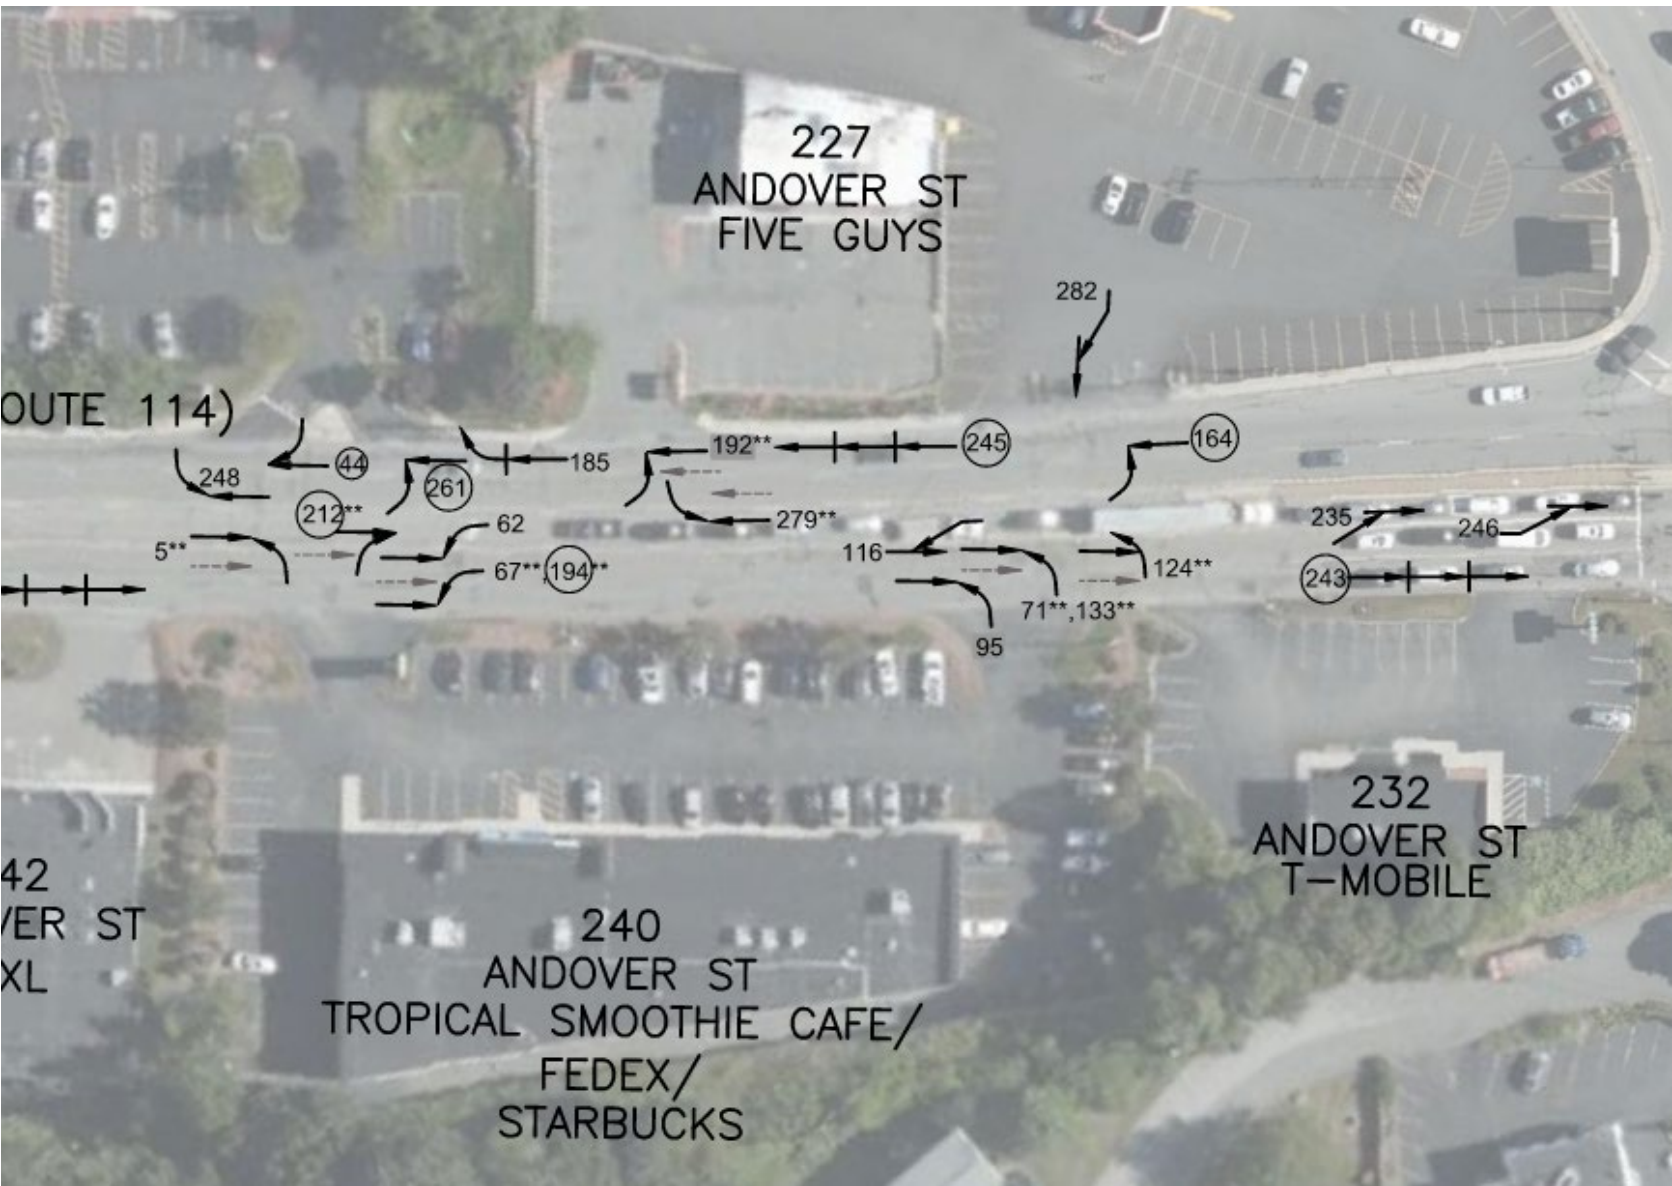 227
ANDOVER ST
FIVE GUYS
282
OUTE 114)
44
185
192**
245
164
248
261
212**
62
279**
235
246
5**
116
67**,194**
124**
243
71**,133**
95
232
ANDOVER ST
T-MOBILE
42
VER ST
XL
240
ANDOVER ST
TROPICAL SMOOTHIE CAFE/
FEDEX/
STARBUCKS